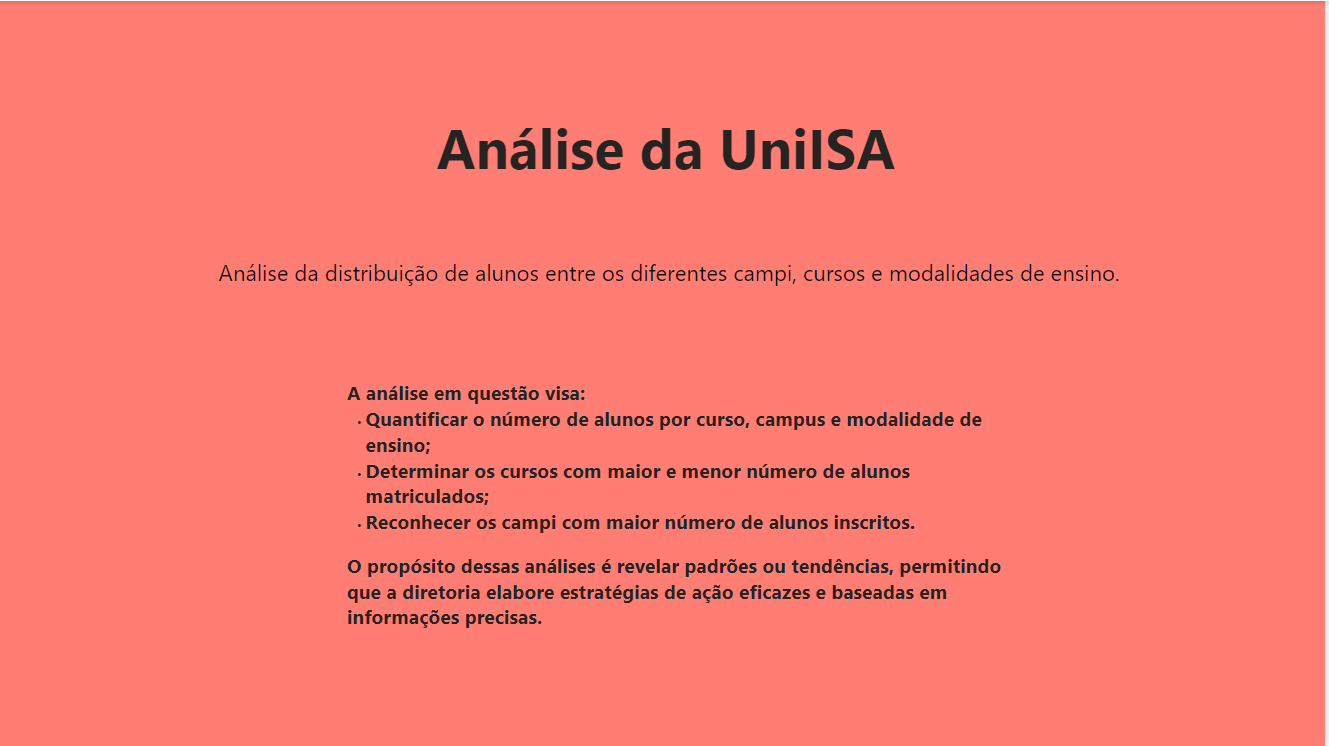 Análise da UniISA
Análise da distribuição de alunos entre os diferentes campi, cursos e modalidades de ensino.
A análise em questão visa:
• Quantificar o número de alunos por curso, campus e modalidade de
ensino;
• Determinar os cursos com maior e menor número de alunos
matriculados;
• Reconhecer os campi com maior número de alunos inscritos.
O propósito dessas análises é revelar padrões ou tendências, permitindo
que a diretoria elabore estratégias de ação eficazes e baseadas em
informações precisas.